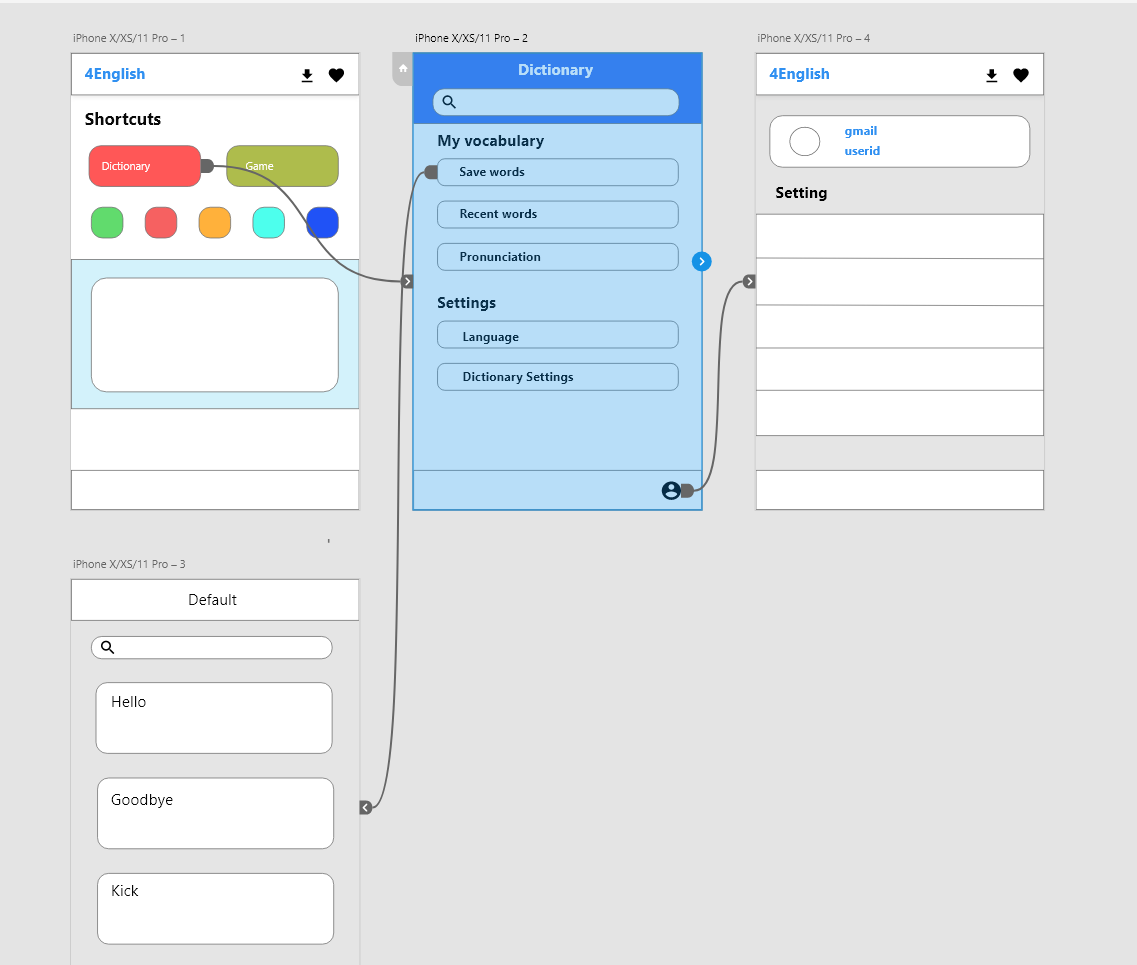 iPhone X/XS/11 Pro – 1
4English
Shortcuts
Dictionary
Game
iPhone X/XS/11 Pro – 2
Dictionary
My vocabulary
Save words
Recent words
Pronunciation
Settings
Language
Dictionary Settings
iPhone X/XS/11 Pro – 4
4English
gmail
userid
Setting
iPhone X/XS/11 Pro – 3
Default
Hello
Goodbye
Kick